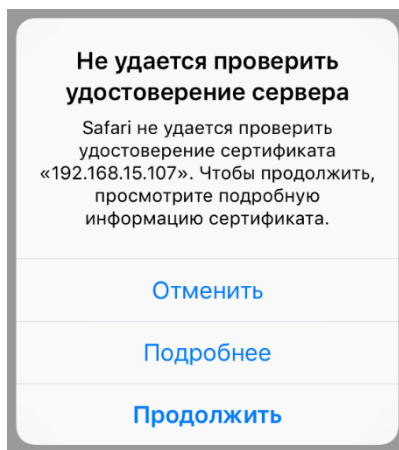 Не удается проверить
удостоверение сервера
Safari не удается проверить
удостоверение сертификата
«192.168.15.107». Чтобы продолжить,
просмотрите подробную
информацию сертификата.
Отменить
Подробнее
Продолжить